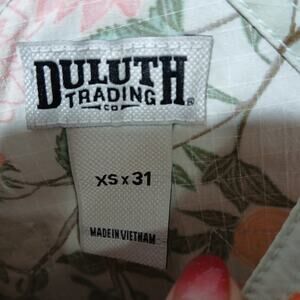 DULUTH
TRADING
CO
®
XS x 31
MADE IN VIETNAM